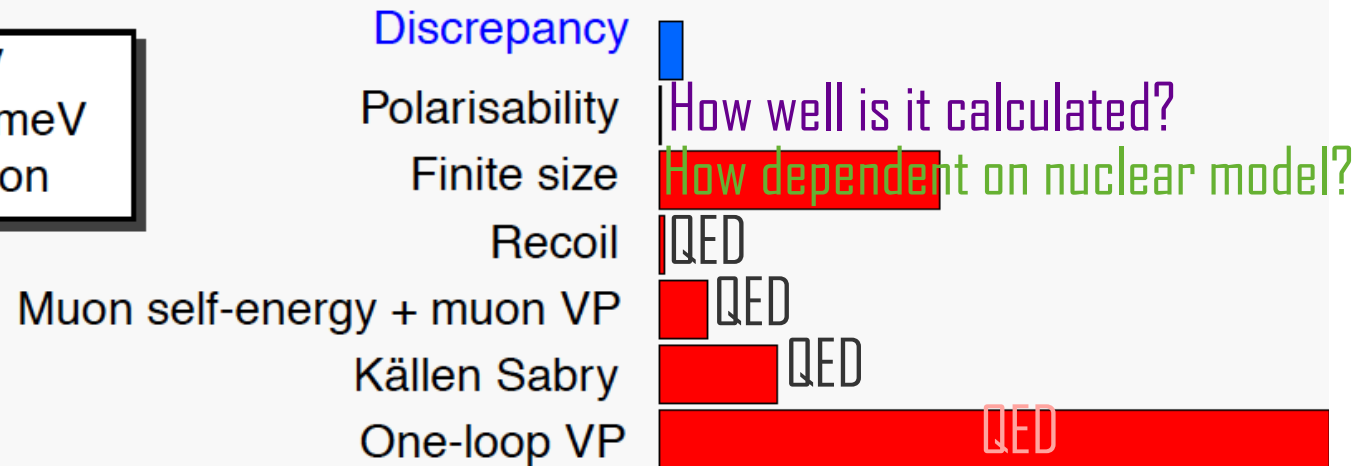 meV
on
Discrepancy
Polarisability How well is it calculated?
Finite size How dependent on nuclear model?
Recoil QED
Muon self-energy + muon VP QED
Källen Sabry QED
One-loop VP QED